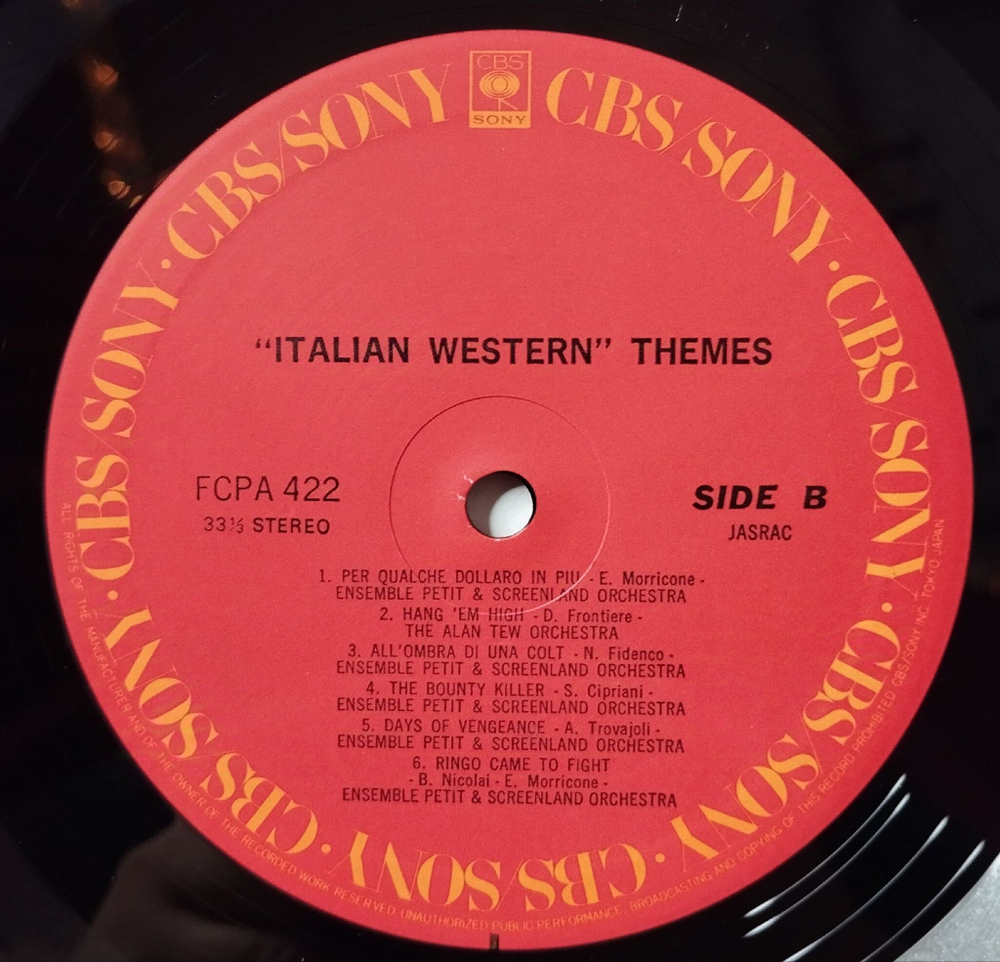 CBS
SONY
CBS/SONY · CBS/SONY · CBS/SONY · CBS/SONY · CBS/SONY · CBS/SONY · CBS/SONY · CBS/SONY
“ITALIAN WESTERN” THEMES
FCPA 422
33⅓ STEREO
SIDE B
JASRAC
1. PER QUALCHE DOLLARO IN PIU - E. Morricone -
ENSEMBLE PETIT & SCREENLAND ORCHESTRA
2. HANG 'EM HIGH - D. Frontiere -
THE ALAN TEW ORCHESTRA
3. ALL'OMBRA DI UNA COLT - N. Fidenco -
ENSEMBLE PETIT & SCREENLAND ORCHESTRA
4. THE BOUNTY KILLER - S. Cipriani -
ENSEMBLE PETIT & SCREENLAND ORCHESTRA
5. DAYS OF VENGEANCE - A. Trovajoli -
ENSEMBLE PETIT & SCREENLAND ORCHESTRA
6. RINGO CAME TO FIGHT
- B. Nicolai - E. Morricone -
ENSEMBLE PETIT & SCREENLAND ORCHESTRA
ALL RIGHTS OF THE MANUFACTURER AND OF THE OWNER OF THE RECORDED WORK RESERVED. UNAUTHORIZED PUBLIC PERFORMANCE, BROADCASTING AND COPYING OF THIS RECORD PROHIBITED CBS/SONY INC. TOKYO JAPAN